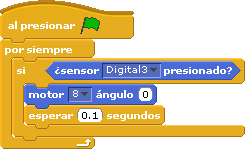 al presionar
por siempre
si ¿sensor Digital3 presionado?
motor 8 ángulo 0
esperar 0.1 segundos